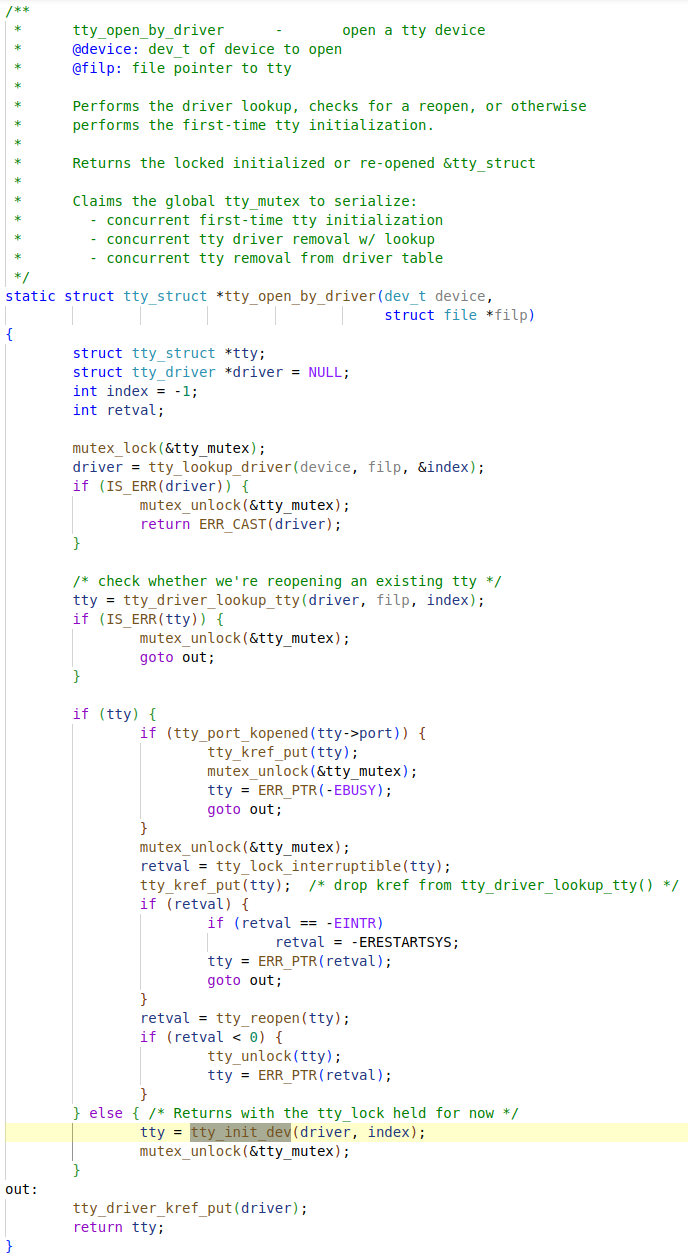 /**
 *      tty_open_by_driver      -       open a tty device
 *      @device: dev_t of device to open
 *      @filp: file pointer to tty
 *
 *      Performs the driver lookup, checks for a reopen, or otherwise
 *      performs the first-time tty initialization.
 *
 *      Returns the locked initialized or re-opened &tty_struct
 *
 *      Claims the global tty_mutex to serialize:
 *        - concurrent first-time tty initialization
 *        - concurrent tty driver removal w/ lookup
 *        - concurrent tty removal from driver table
 */
static struct tty_struct *tty_open_by_driver(dev_t device,
                                             struct file *filp)
{
        struct tty_struct *tty;
        struct tty_driver *driver = NULL;
        int index = -1;
        int retval;

        mutex_lock(&tty_mutex);
        driver = tty_lookup_driver(device, filp, &index);
        if (IS_ERR(driver)) {
                mutex_unlock(&tty_mutex);
                return ERR_CAST(driver);
        }

        /* check whether we're reopening an existing tty */
        tty = tty_driver_lookup_tty(driver, filp, index);
        if (IS_ERR(tty)) {
                mutex_unlock(&tty_mutex);
                goto out;
        }

        if (tty) {
                if (tty_port_kopened(tty->port)) {
                        tty_kref_put(tty);
                        mutex_unlock(&tty_mutex);
                        tty = ERR_PTR(-EBUSY);
                        goto out;
                }
                mutex_unlock(&tty_mutex);
                retval = tty_lock_interruptible(tty);
                tty_kref_put(tty);  /* drop kref from tty_driver_lookup_tty() */
                if (retval) {
                        if (retval == -EINTR)
                                retval = -ERESTARTSYS;
                        tty = ERR_PTR(retval);
                        goto out;
                }
                retval = tty_reopen(tty);
                if (retval < 0) {
                        tty_unlock(tty);
                        tty = ERR_PTR(retval);
                }
        } else { /* Returns with the tty_lock held for now */
                tty = tty_init_dev(driver, index);
                mutex_unlock(&tty_mutex);
        }
out:
        tty_driver_kref_put(driver);
        return tty;
}